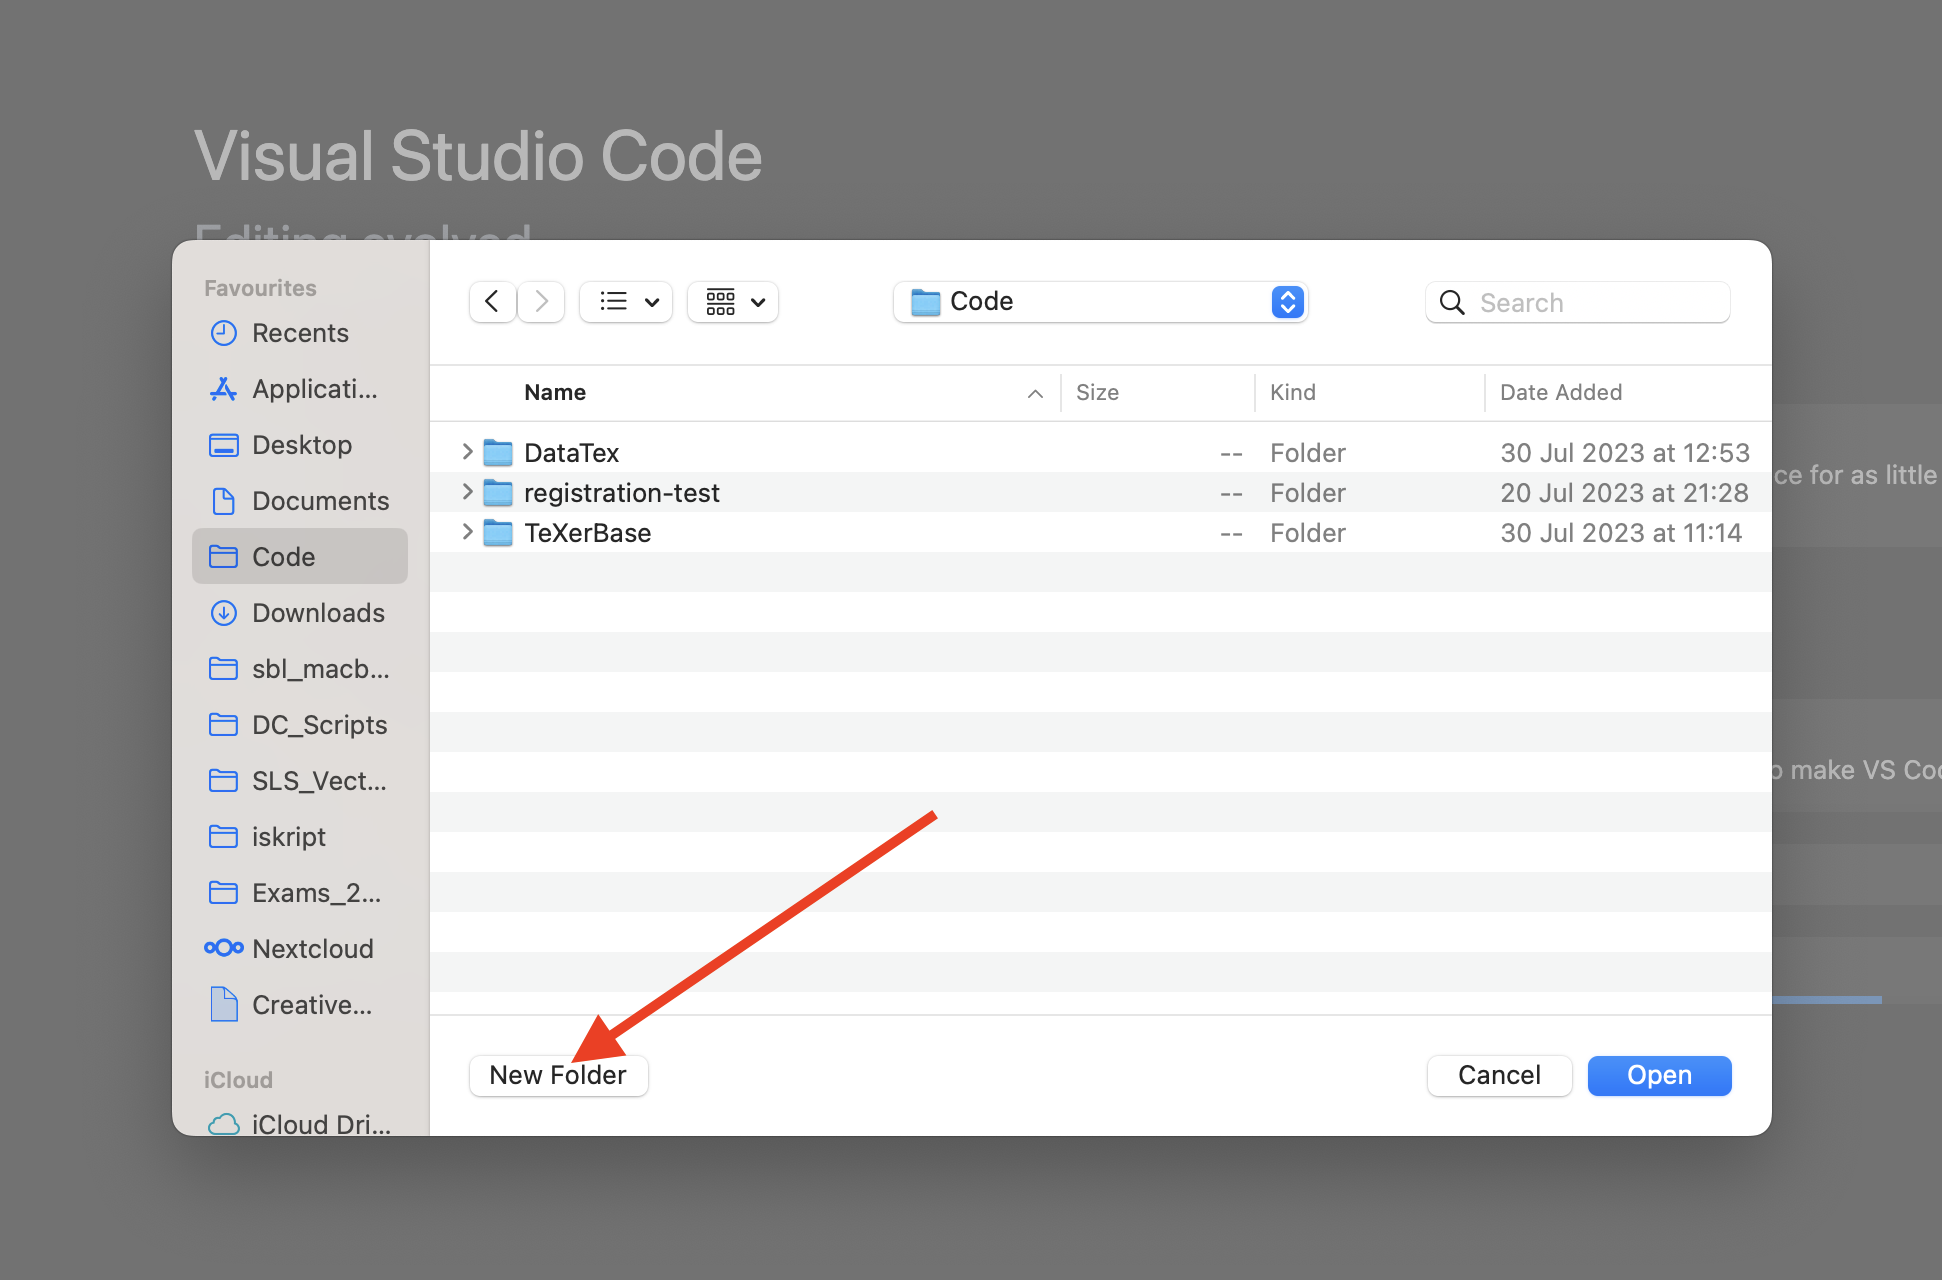 Visual Studio Code
Editing evolved
Favourites
Recents
Applicati...
Desktop
Documents
Code
Downloads
sbl_macb...
DC_Scripts
SLS_Vect...
iskript
Exams_2...
Nextcloud
Creative...
iCloud
iCloud Dri...
Code
Search
Name Size Kind Date Added
DataTex -- Folder 30 Jul 2023 at 12:53
registration-test -- Folder 20 Jul 2023 at 21:28
TeXerBase -- Folder 30 Jul 2023 at 11:14
New Folder Cancel Open
ce for as little
o make VS Coc